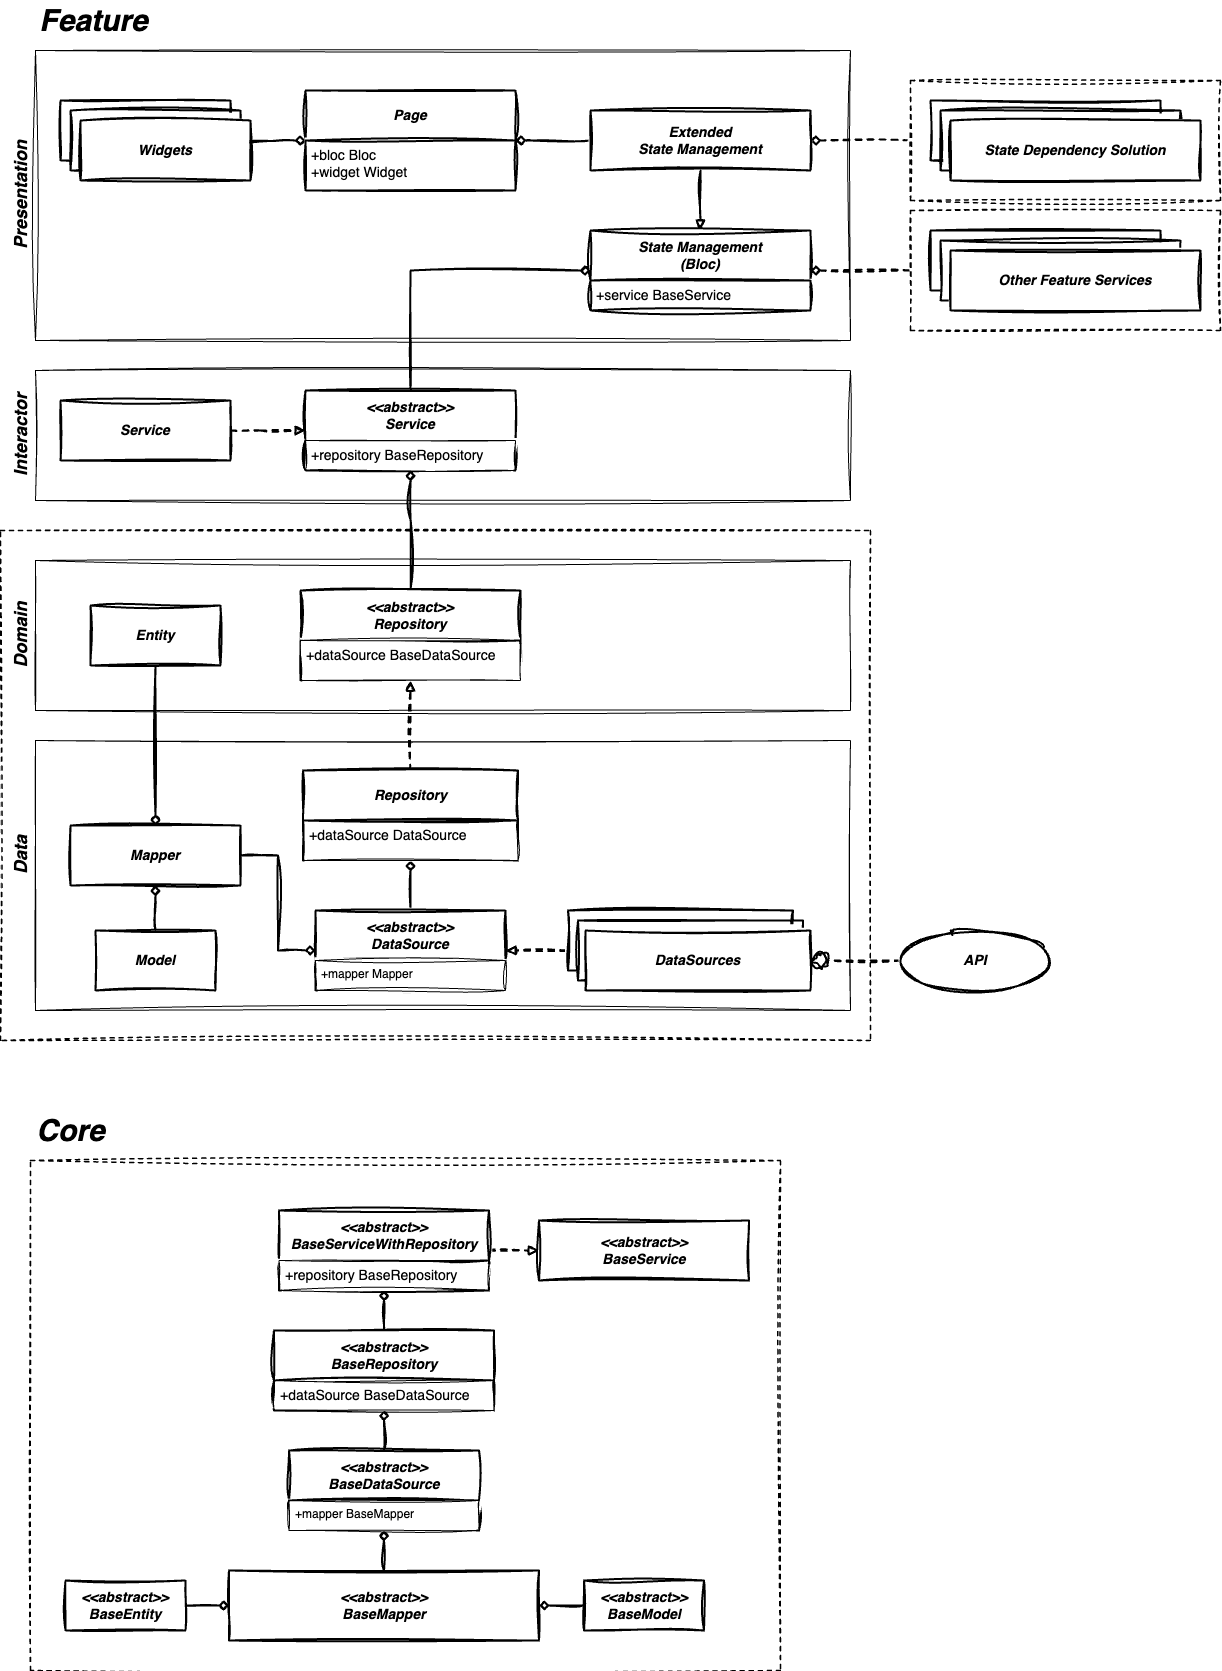 Feature
Presentation
Widgets
Page
+bloc Bloc
+widget Widget
Extended
State Management
State Dependency Solution
State Management
(Bloc)
+service BaseService
Other Feature Services
Interactor
Service
<<abstract>>
Service
+repository BaseRepository
Domain
Entity
<<abstract>>
Repository
+dataSource BaseDataSource
Data
Repository
+dataSource DataSource
Mapper
Model
<<abstract>>
DataSource
+mapper Mapper
DataSources
API
Core
<<abstract>>
BaseServiceWithRepository
+repository BaseRepository
<<abstract>>
BaseService
<<abstract>>
BaseRepository
+dataSource BaseDataSource
<<abstract>>
BaseDataSource
+mapper BaseMapper
<<abstract>>
BaseEntity
<<abstract>>
BaseMapper
<<abstract>>
BaseModel